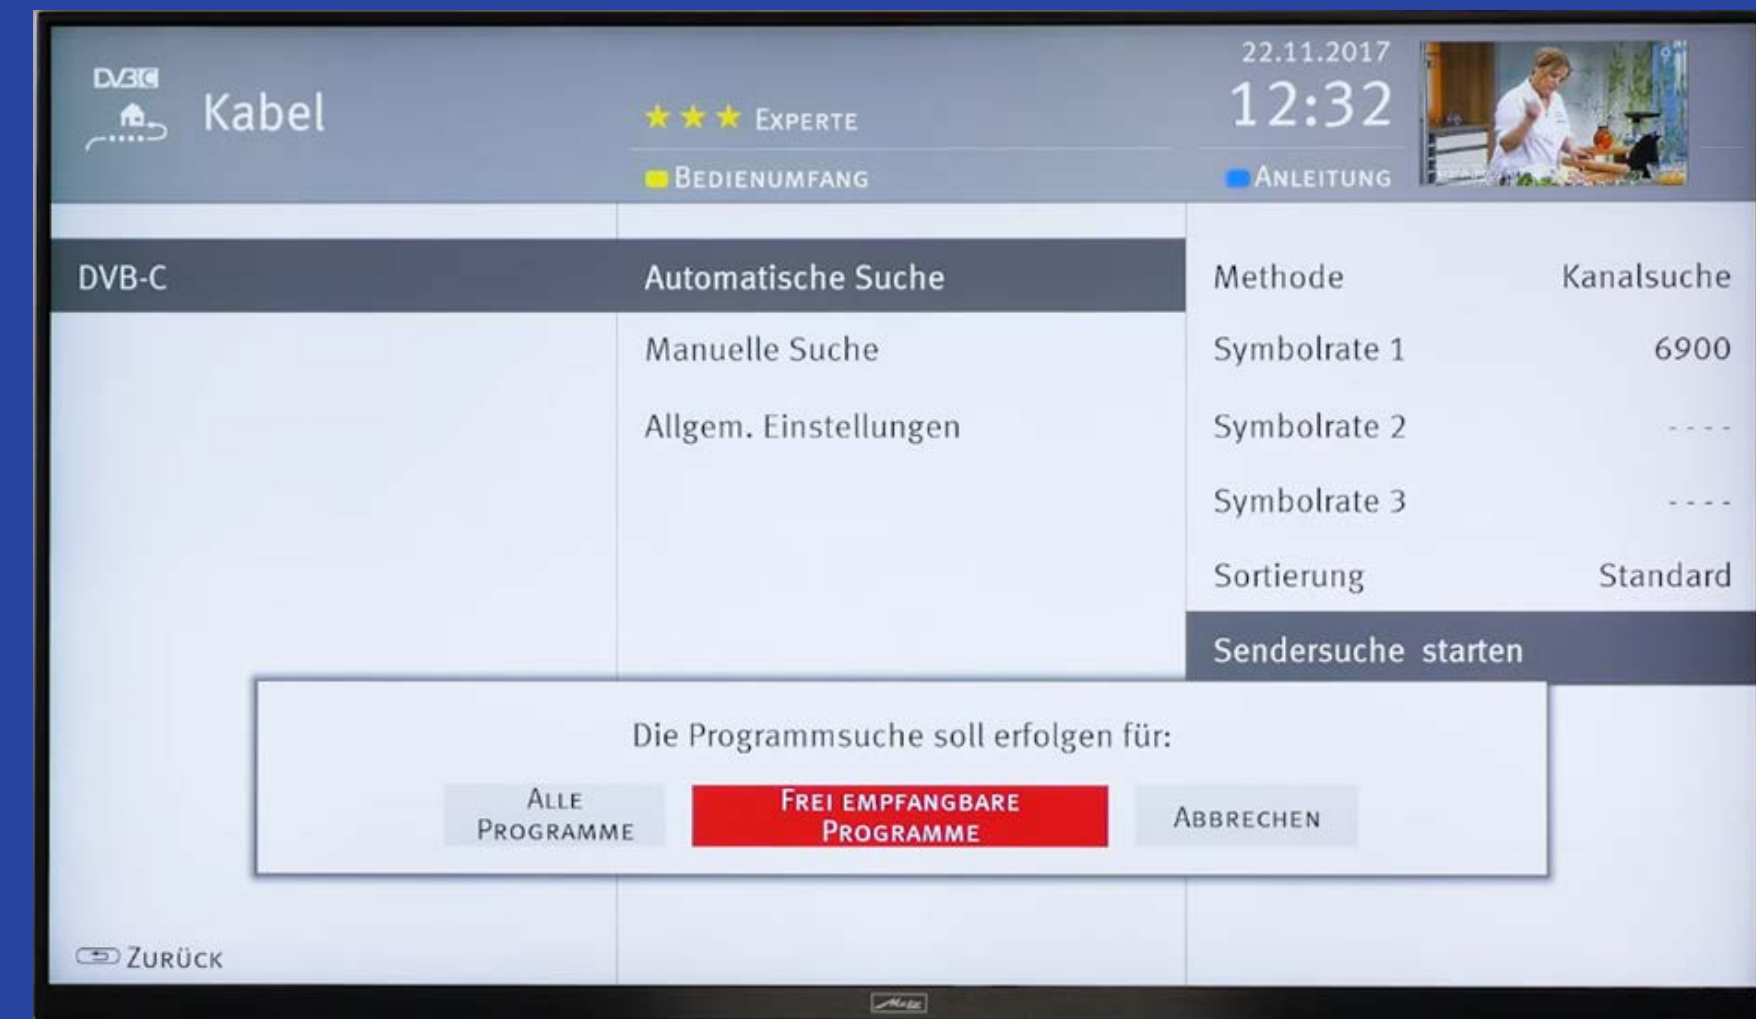 DVB C
Kabel
★ ★ ★ EXPERTE
BEDIENUMFANG
22.11.2017
12:32
ANLEITUNG
DVB-C
Automatische Suche
Manuelle Suche
Allgem. Einstellungen
Methode Kanalsuche
Symbolrate 1 6900
Symbolrate 2 - - - -
Symbolrate 3 - - - -
Sortierung Standard
Sendersuche starten
Die Programmsuche soll erfolgen für:
ALLE
PROGRAMME
FREI EMPFANGBARE
PROGRAMME
ABBRECHEN
ZURÜCK
Metz